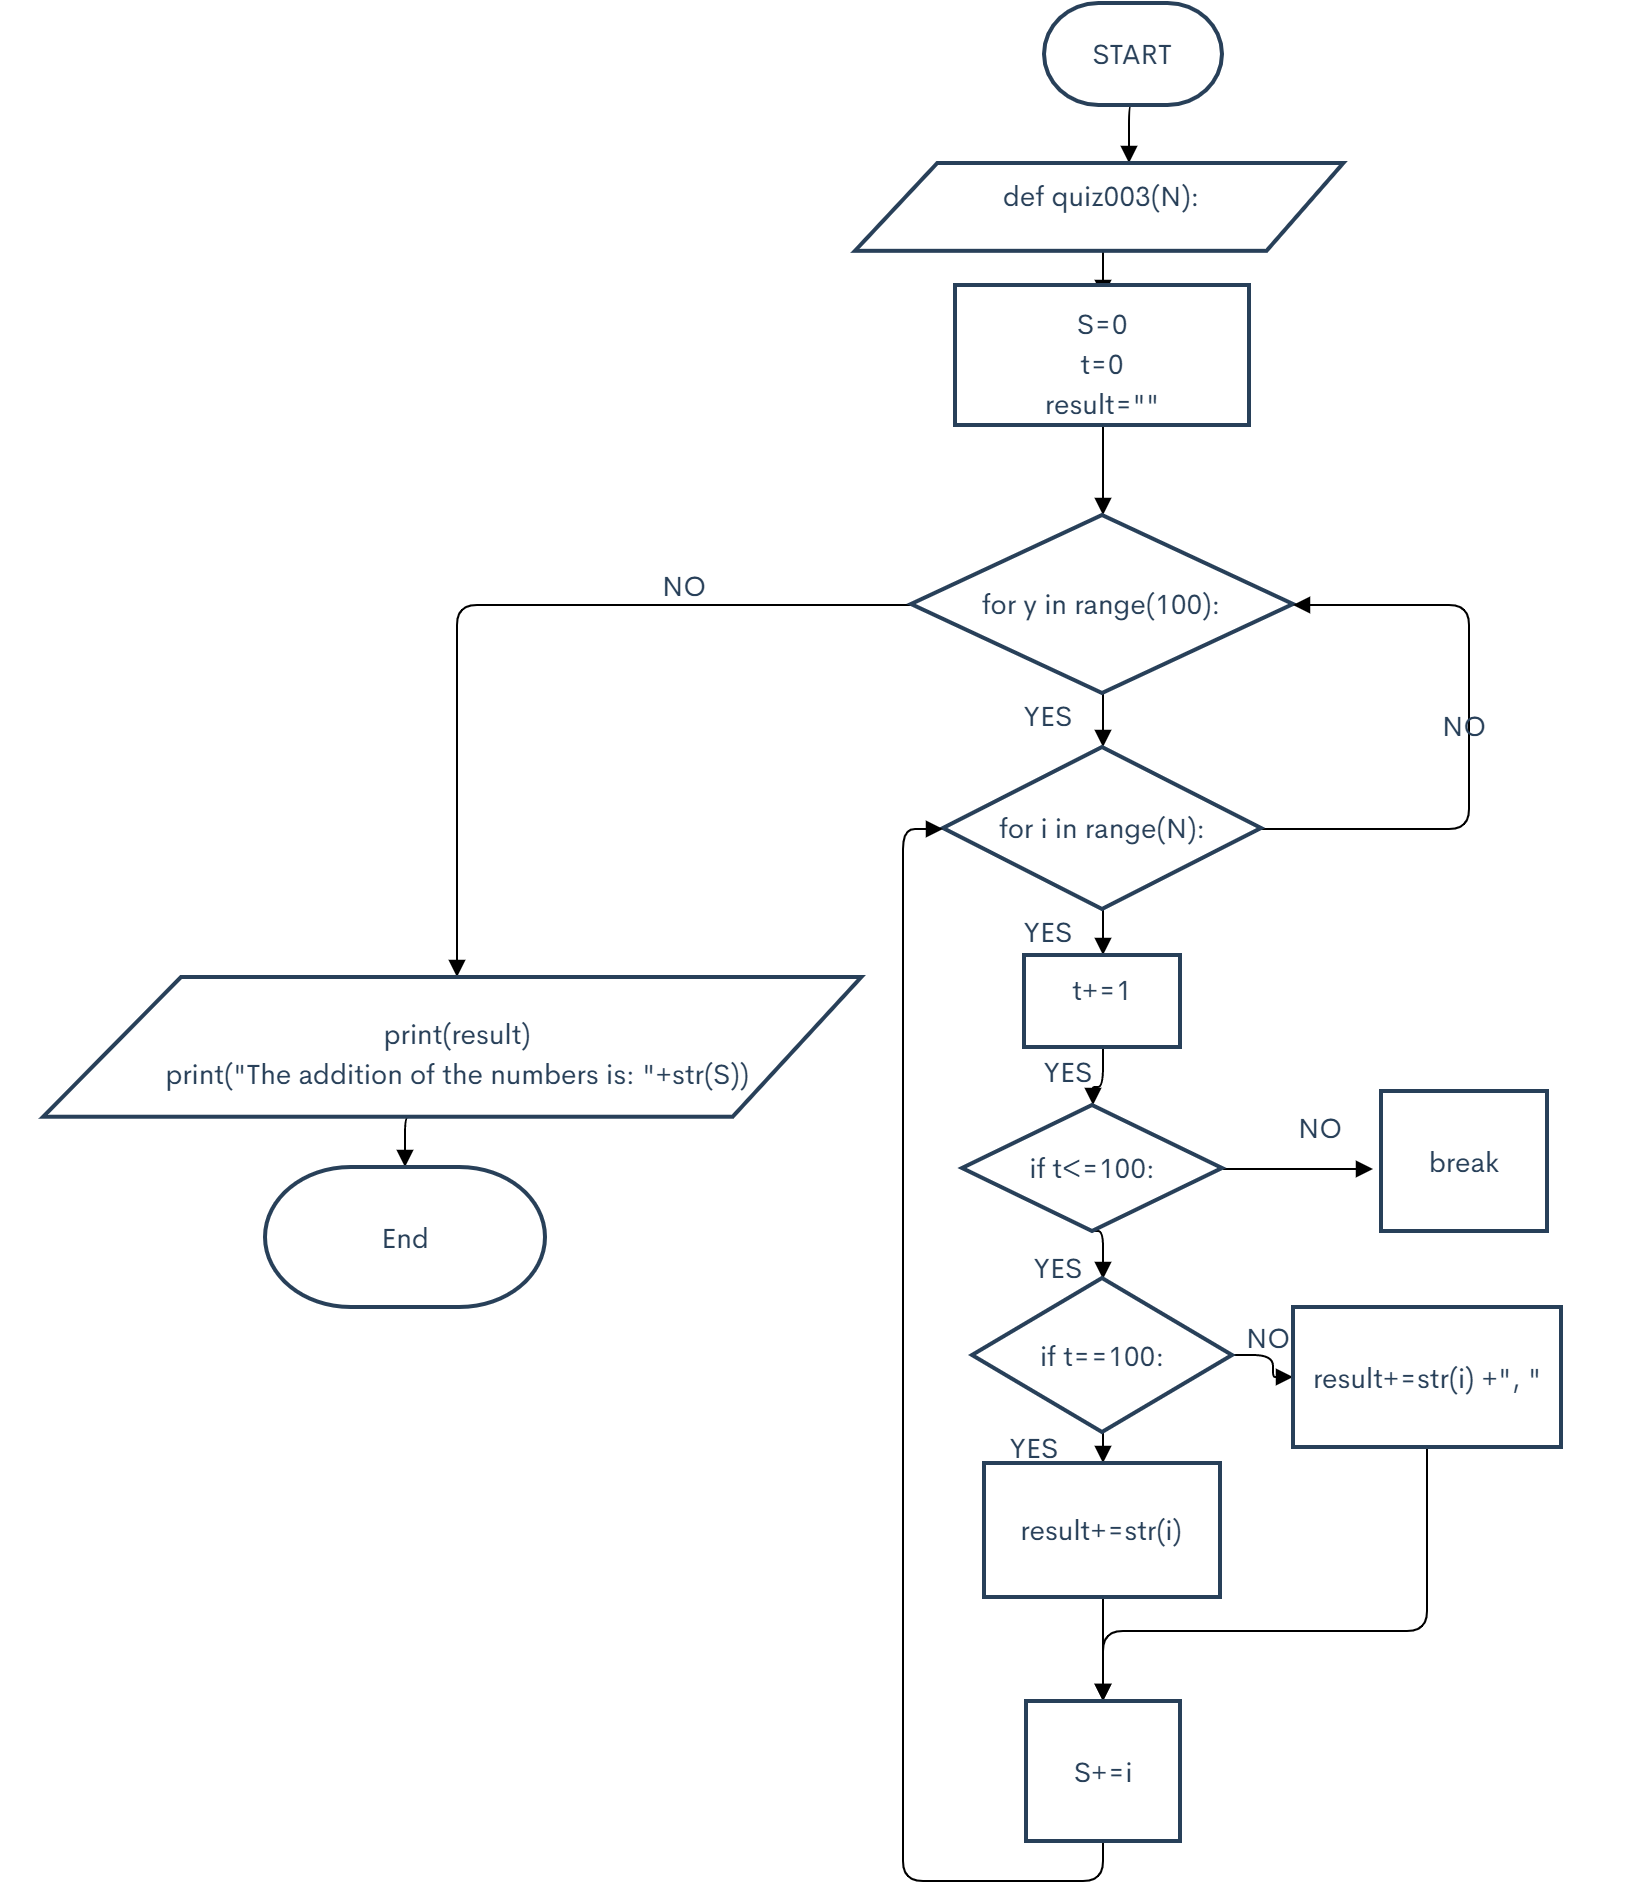 START
def quiz003(N):
S=0
t=0
result=""
for y in range(100):
NO
YES
NO
for i in range(N):
YES
t+=1
YES
if t<=100:
NO
break
YES
if t==100:
NO
result+=str(i) +", "
YES
result+=str(i)
S+=i
print(result)
print("The addition of the numbers is: "+str(S))
End